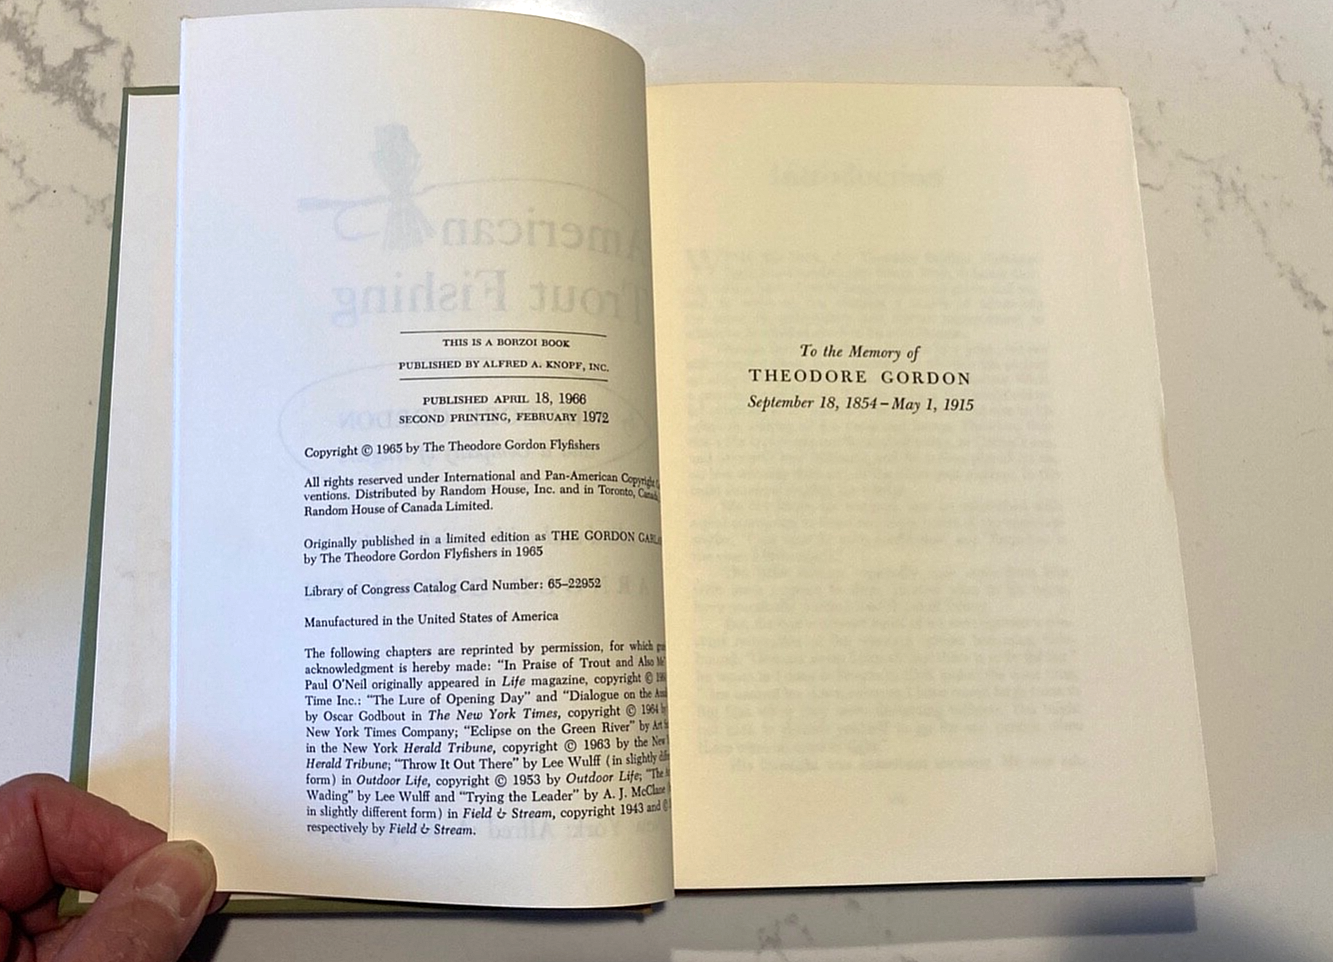 THIS IS A BORZOI BOOK
PUBLISHED BY ALFRED A. KNOPF, INC.
PUBLISHED APRIL 18, 1966
SECOND PRINTING, FEBRUARY 1972
Copyright © 1965 by The Theodore Gordon Flyfishers
All rights reserved under International and Pan-American Copyright
ventions. Distributed by Random House, Inc. and in Toronto,
Random House of Canada Limited.
Originally published in a limited edition as THE GORDON
by The Theodore Gordon Flyfishers in 1965
Library of Congress Catalog Card Number: 65–22952
Manufactured in the United States of America
The following chapters are reprinted by permission, for which
acknowledgment is hereby made: "In Praise of Trout and Also
Paul O'Neil originally appeared in Life magazine, copyright ©
Time Inc.: "The Lure of Opening Day" and "Dialogue on the
by Oscar Godbout in The New York Times, copyright © 1964
New York Times Company; "Eclipse on the Green River" by Art
in the New York Herald Tribune, copyright © 1963 by the New
Herald Tribune; "Throw It Out There" by Lee Wulff (in slightly
form) in Outdoor Life, copyright © 1953 by Outdoor Life; "The
Wading" by Lee Wulff and "Trying the Leader" by A. J. McClane
in slightly different form) in Field & Stream, copyright 1943 and
respectively by Field & Stream.
To the Memory of
THEODORE GORDON
September 18, 1854–May 1, 1915